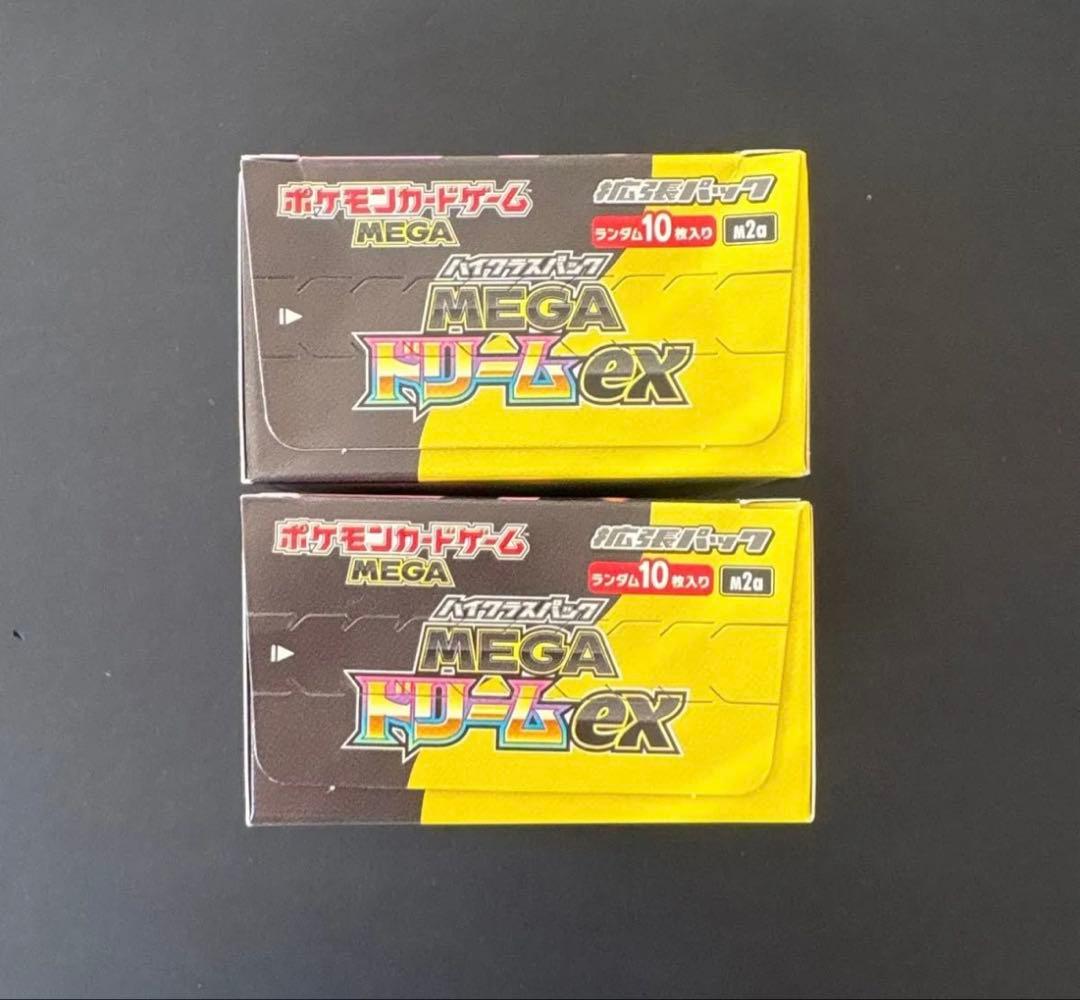 ポケモンカードゲーム
MEGA
拡張パック
ランダム10枚入り
M2a
ハイクラスパック
MEGA
ドリームex
ポケモンカードゲーム
MEGA
拡張パック
ランダム10枚入り
M2a
ハイクラスパック
MEGA
ドリームex